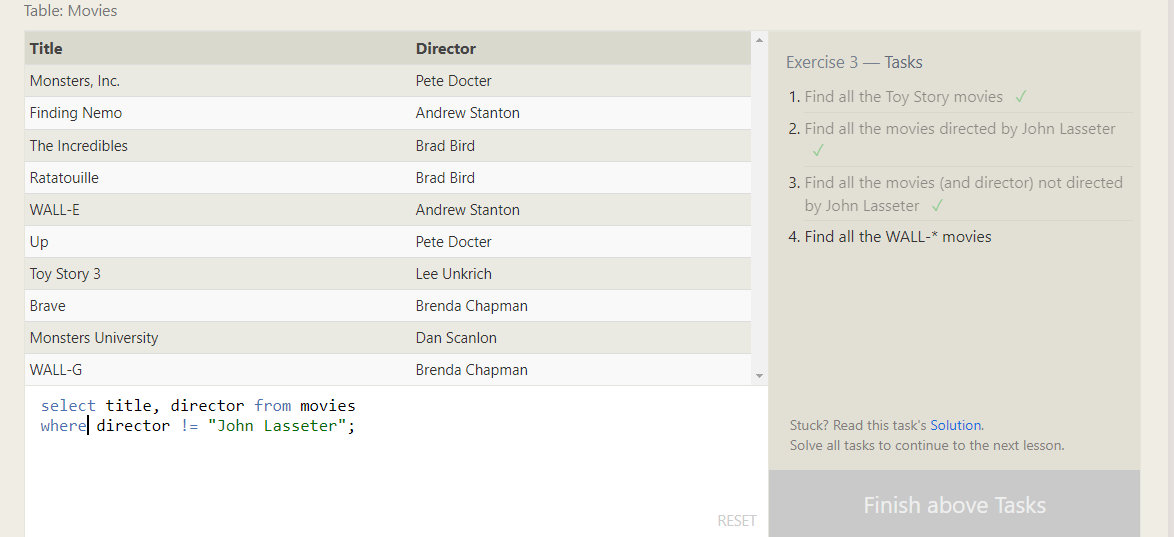 Table: Movies
Title Director
Monsters, Inc. Pete Docter
Finding Nemo Andrew Stanton
The Incredibles Brad Bird
Ratatouille Brad Bird
WALL-E Andrew Stanton
Up Pete Docter
Toy Story 3 Lee Unkrich
Brave Brenda Chapman
Monsters University Dan Scanlon
WALL-G Brenda Chapman
select title, director from movies
where director != "John Lasseter";
RESET
Exercise 3 — Tasks
1. Find all the Toy Story movies ✓
2. Find all the movies directed by John Lasseter
✓
3. Find all the movies (and director) not directed
by John Lasseter ✓
4. Find all the WALL-* movies
Stuck? Read this task's Solution.
Solve all tasks to continue to the next lesson.
Finish above Tasks